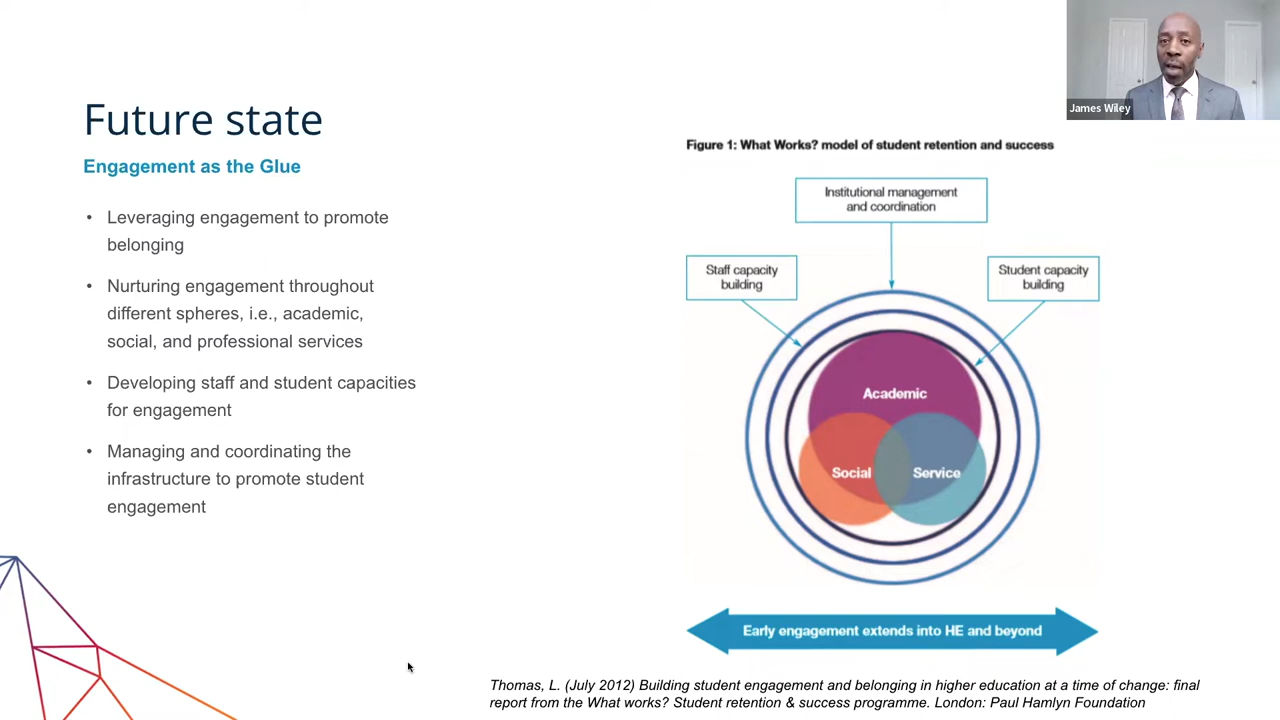 James Wiley
Future state
Engagement as the Glue
• Leveraging engagement to promote
belonging
• Nurturing engagement throughout
different spheres, i.e., academic,
social, and professional services
• Developing staff and student capacities
for engagement
• Managing and coordinating the
infrastructure to promote student
engagement
Figure 1: What Works? model of student retention and success
Institutional management
and coordination
Staff capacity
building
Student capacity
building
Academic
Social
Service
Early engagement extends into HE and beyond
Thomas, L. (July 2012) Building student engagement and belonging in higher education at a time of change: final
report from the What works? Student retention & success programme. London: Paul Hamlyn Foundation